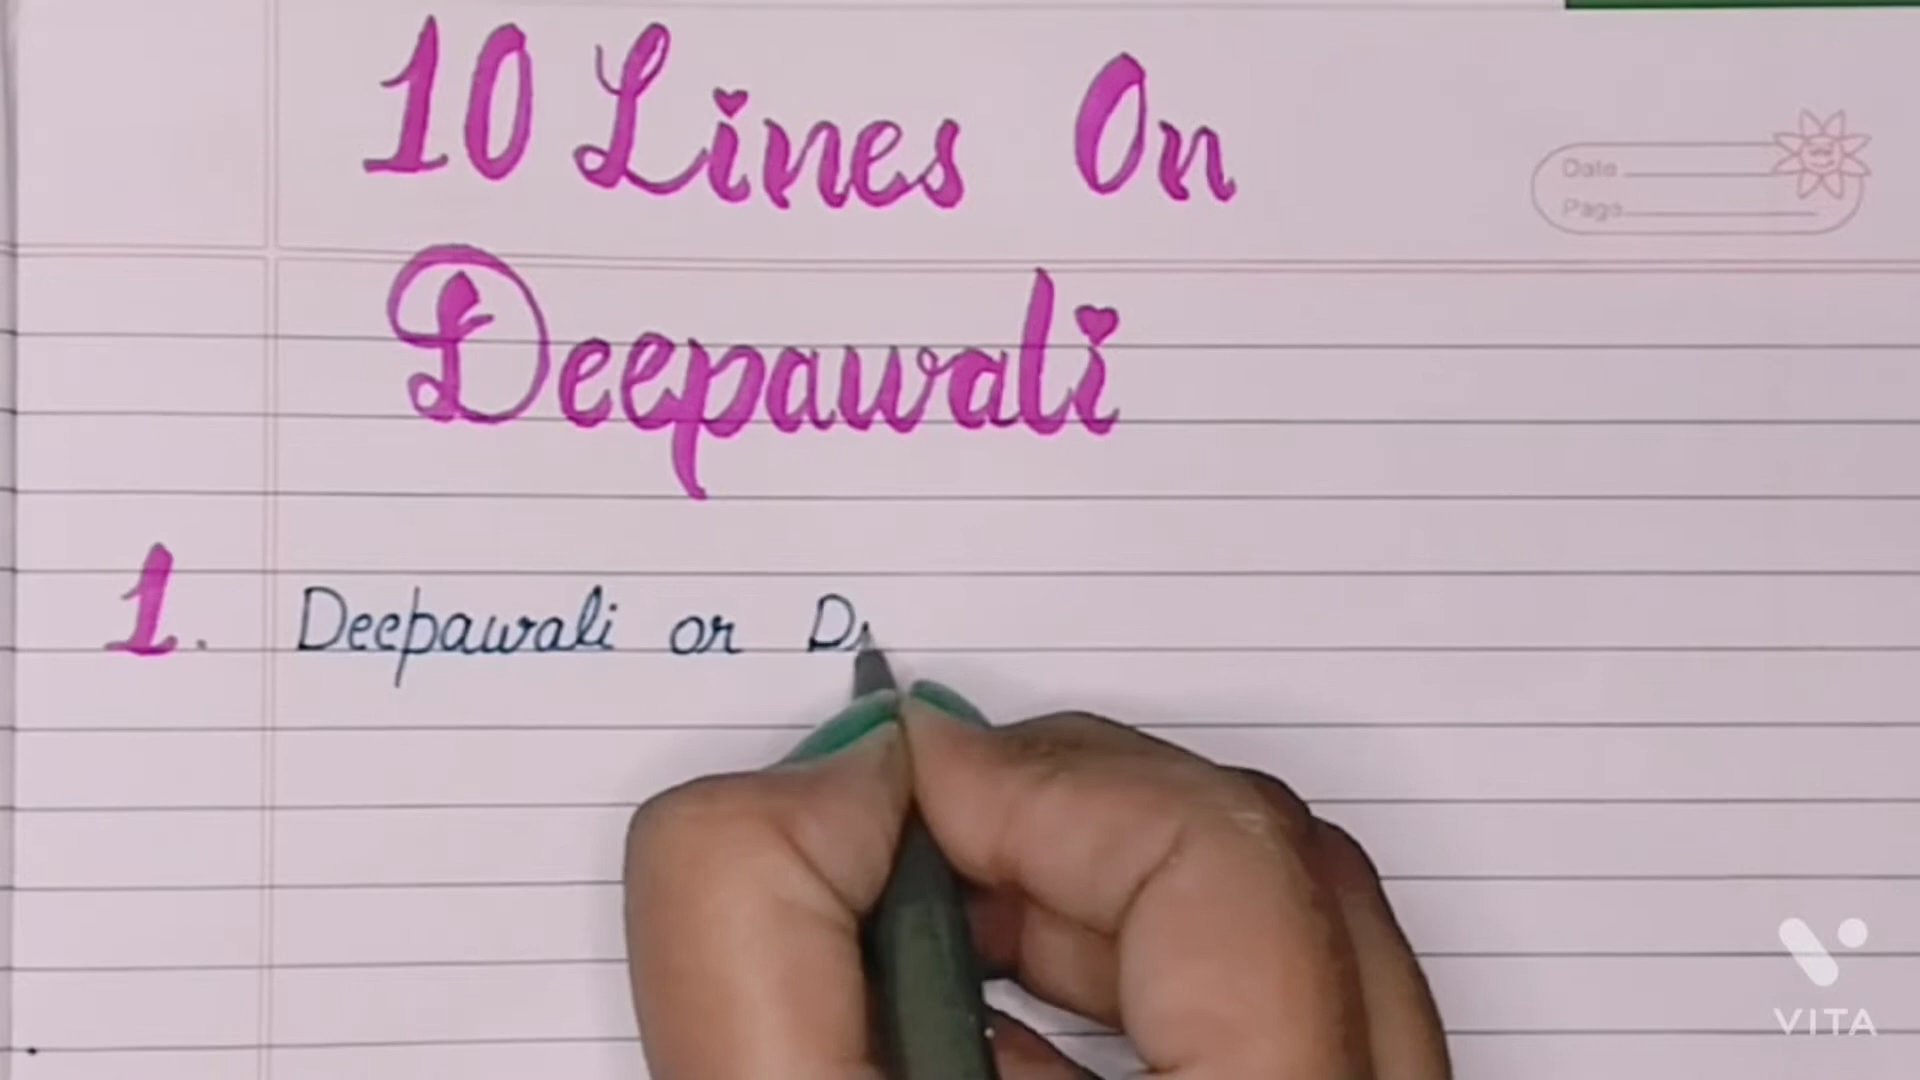 10 Lines On
Date
Page
Deepawali
1. Deepawali or D
VITA